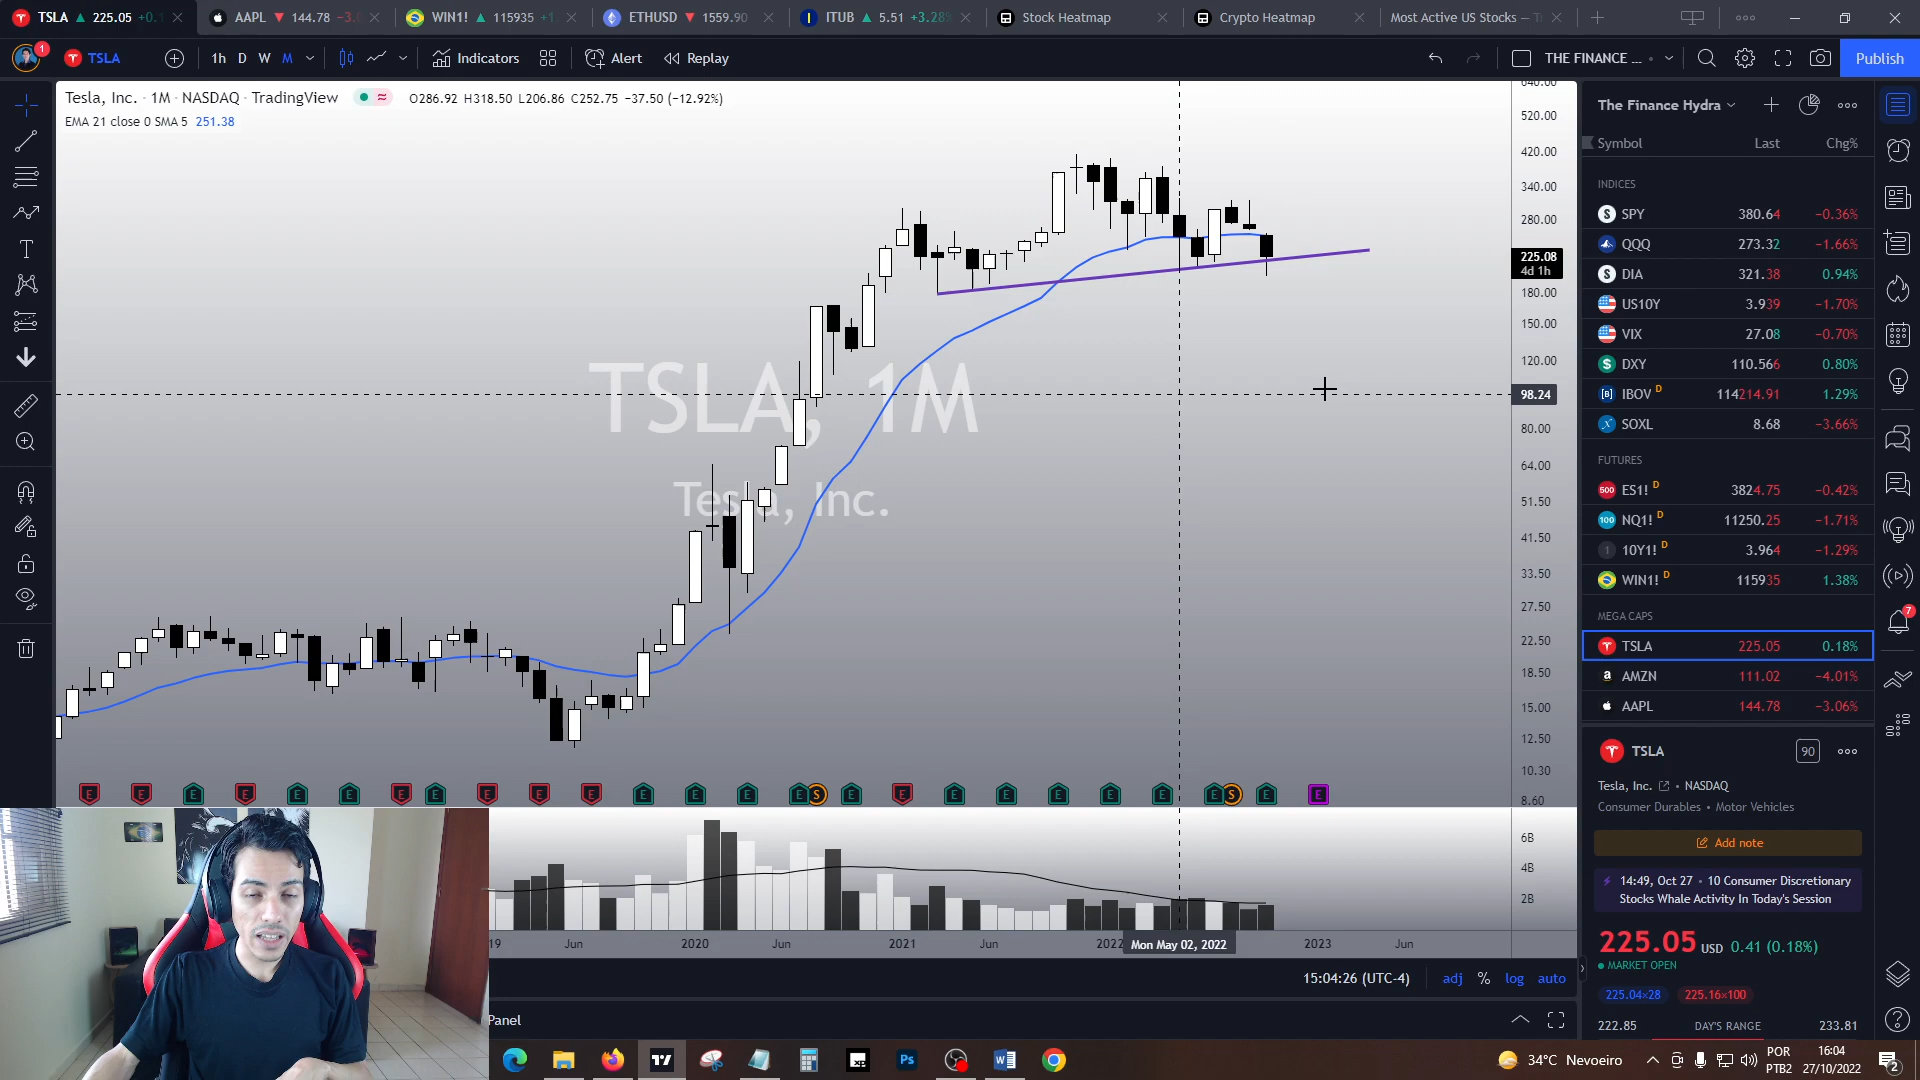 TSLA 225.05 +0.1
AAPL 144.78 −3.0
WIN1! 115935 +1
ETHUSD 1559.90
ITUB 5.51 +3.28%
Stock Heatmap
Crypto Heatmap
Most Active US Stocks — T
1
TSLA
1h D W M
Indicators
Alert
Replay
THE FINANCE ...
Publish
Tesla, Inc. · 1M · NASDAQ · TradingView
O286.92 H318.50 L206.86 C252.75 −37.50 (−12.92%)
EMA 21 close 0 SMA 5 251.38
TSLA, 1M
Tesla, Inc.
640.00
520.00
420.00
340.00
280.00
225.08
4d 1h
180.00
150.00
120.00
98.24
80.00
64.00
51.50
41.50
33.50
27.50
22.50
18.50
15.00
12.50
10.30
8.60
E E E E E E E E E E E E E E E S E E E E E E E E S E E
6B
4B
2B
19 Jun 2020 Jun 2021 Jun 2022 Mon May 02, 2022 2023 Jun
15:04:26 (UTC-4) adj % log auto
Panel
The Finance Hydra
Symbol Last Chg%
INDICES
SPY 380.64 −0.36%
QQQ 273.32 −1.66%
DIA 321.38 0.94%
US10Y 3.939 −1.70%
VIX 27.08 −0.70%
DXY 110.566 0.80%
IBOV D 114214.91 1.29%
SOXL 8.68 −3.66%
FUTURES
ES1! D 3824.75 −0.42%
NQ1! D 11250.25 −1.71%
10Y1! D 3.964 −1.29%
WIN1! D 115935 1.38%
MEGA CAPS
TSLA 225.05 0.18%
AMZN 111.02 −4.01%
AAPL 144.78 −3.06%
7
TSLA 90
Tesla, Inc. • NASDAQ
Consumer Durables • Motor Vehicles
Add note
14:49, Oct 27 • 10 Consumer Discretionary
Stocks Whale Activity In Today's Session
225.05 USD 0.41 (0.18%)
MARKET OPEN
225.04×28 225.16×100
222.85 DAY'S RANGE 233.81
34°C Nevoeiro
POR
PTB2
16:04
27/10/2022
2